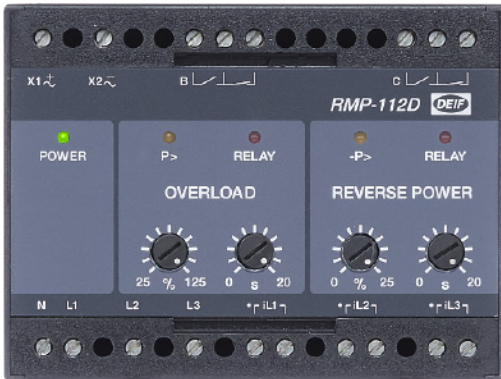 X1 X2 B C
RMP-112D DEIF
POWER P> RELAY -P> RELAY
OVERLOAD REVERSE POWER
25 % 125 0 s 20 0 % 25 0 s 20
N L1 L2 L3 iL1 iL2 iL3